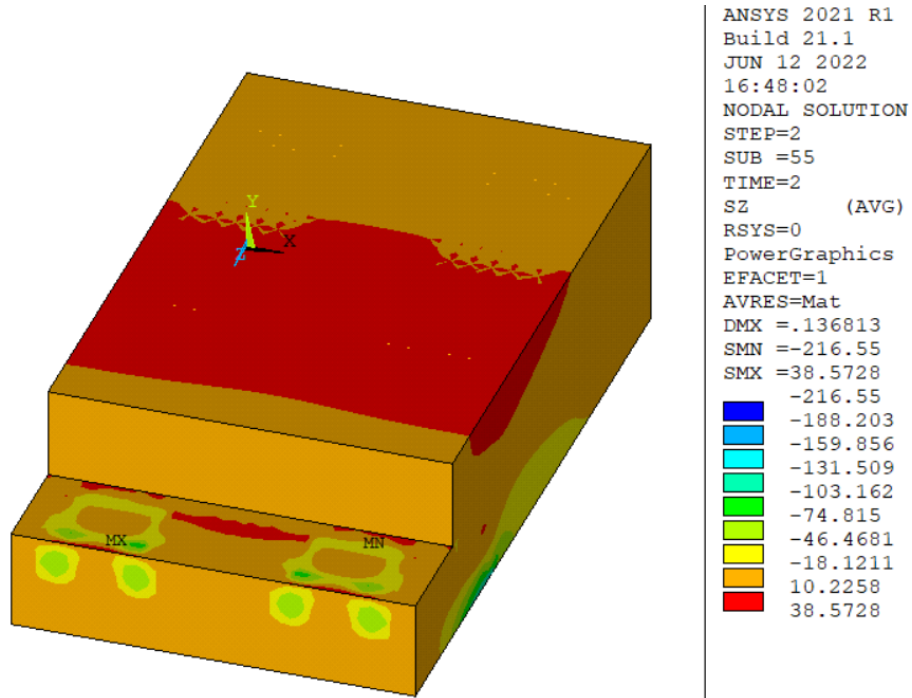 ANSYS 2021 R1
Build 21.1
JUN 12 2022
16:48:02
NODAL SOLUTION
STEP=2
SUB =55
TIME=2
SZ (AVG)
RSYS=0
PowerGraphics
EFACET=1
AVRES=Mat
DMX =.136813
SMN =-216.55
SMX =38.5728
-216.55
-188.203
-159.856
-131.509
-103.162
-74.815
-46.4681
-18.1211
10.2258
38.5728
Y
X
Z
MX
MN